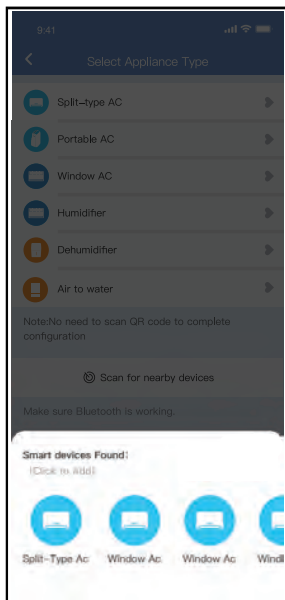 9:41
Select Appliance Type
Split-type AC
Portable AC
Window AC
Humidifier
Dehumidifier
Air to water
Note:No need to scan QR code to complete
configuration
Scan for nearby devices
Make sure Bluetooth is working.
Smart devices Found:
(Click to Add)
Split-Type Ac Window Ac Window Ac